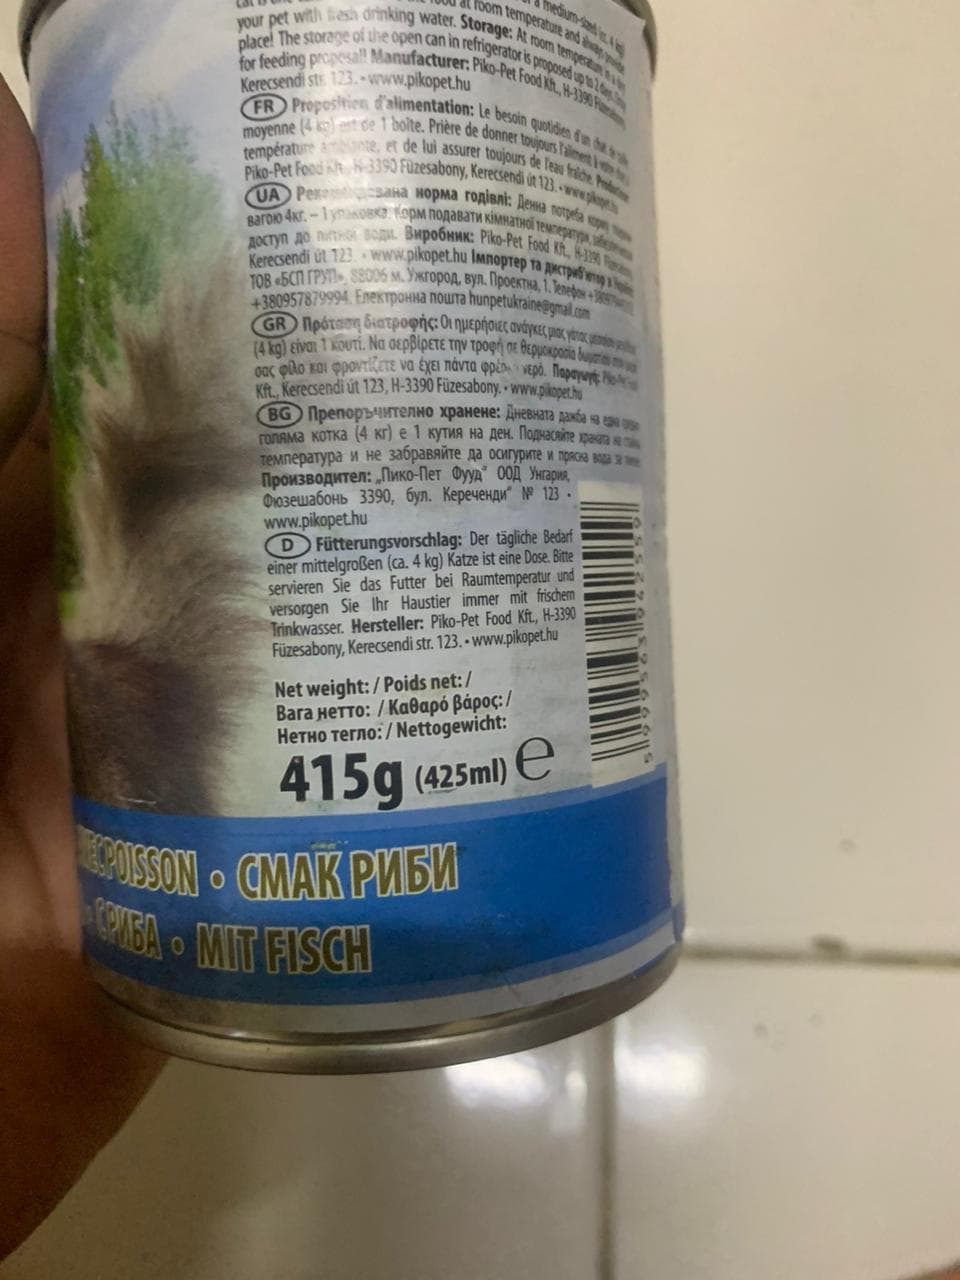 your pet with fresh drinking water. Storage: At room temperature
place! The storage of the open can in refrigerator is proposed up to 2 days.
for feeding proposal! Manufacturer: Piko-Pet Food Kft., H-3390 Füzesabony,
Kerecsendi str. 123. • www.pikopet.hu
FR Proposition d'alimentation: Le besoin quotidien d'un chat de
moyenne (4 kg) est de 1 boîte. Prière de donner toujours l'aliment à
température ambiante, et de lui assurer toujours de l'eau fraîche.
Piko-Pet Food Kft., H-3390 Füzesabony, Kerecsendi út 123. • www.pikopet.hu
UA норма годівлі: Денна потреба корму
вагою 4кг. – 1 упаковка. Корм подавати кімнатної температури,
доступ до питної води. Виробник: Piko-Pet Food Kft., H-3390
Kerecsendi út 123. • www.pikopet.hu Імпортер та дистриб'ютор в
ТОВ «БСП ГРУП», 88006 м. Ужгород, вул. Проектна, 1. Телефон
+380957879994, Електронна пошта hunpetukraine@gmail.com
GR Πρόταση διατροφής: Οι ημερήσιες ανάγκες μιας γάτας
(4 kg) είναι 1 κουτί. Να σερβίρετε την τροφή σε θερμοκρασία
σας φίλο και φροντίζετε να έχει πάντα νερό. Παραγωγή:
Kft., Kerecsendi út 123, H-3390 Füzesabony. • www.pikopet.hu
BG Препоръчително хранене: Дневната дажба на една
голяма котка (4 кг) е 1 кутия на ден. Поднасяйте храната на
температура и не забравяйте да осигурите и прясна вода за
Производител: „Пико-Пет Фууд" ООД Унгария,
Фюзешабонь 3390, бул. Кереченди" № 123 •
www.pikopet.hu
D Fütterungsvorschlag: Der tägliche Bedarf
einer mittelgroßen (ca. 4 kg) Katze ist eine Dose. Bitte
servieren Sie das Futter bei Raumtemperatur und
versorgen Sie Ihr Haustier immer mit frischem
Trinkwasser. Hersteller: Piko-Pet Food Kft., H-3390
Füzesabony, Kerecsendi str. 123. • www.pikopet.hu
Net weight: / Poids net: /
Вага нетто: / Καθαρό βάρος: /
Нетно тегло: / Nettogewicht:
415g (425ml) e
POISSON • СМАК РИБИ
С РИБА • MIT FISCH